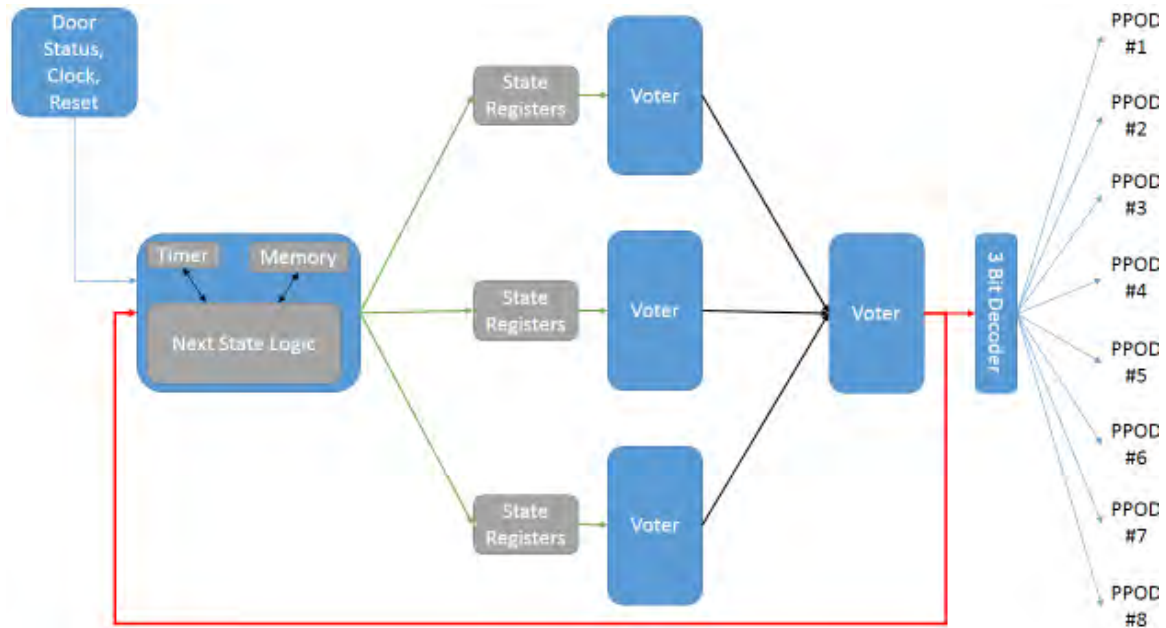 Door
Status,
Clock,
Reset
Timer
Memory
Next State Logic
State
Registers
Voter
State
Registers
Voter
State
Registers
Voter
Voter
3 Bit Decoder
PPOD
#1
PPOD
#2
PPOD
#3
PPOD
#4
PPOD
#5
PPOD
#6
PPOD
#7
PPOD
#8